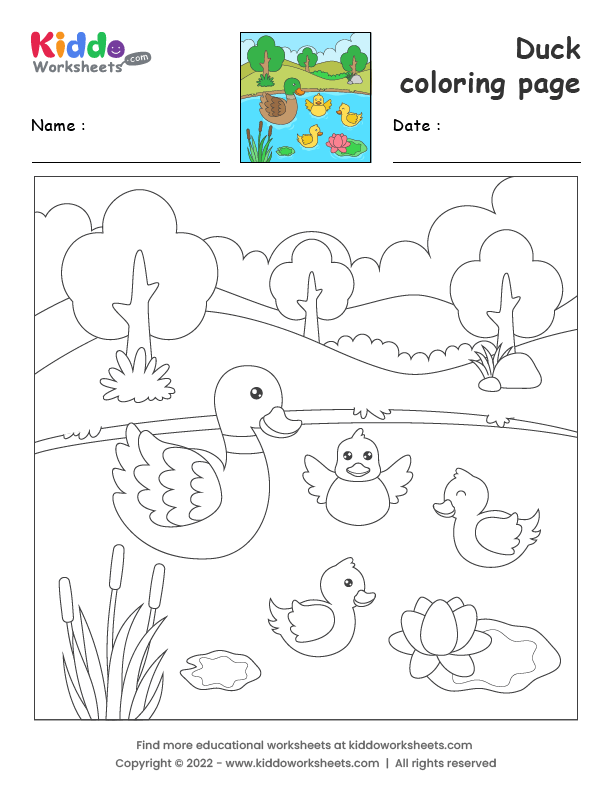 Kiddo
Worksheets .com
Duck
coloring page
Name :
Date :
Find more educational worksheets at kiddoworksheets.com
Copyright © 2022 - www.kiddoworksheets.com | All rights reserved